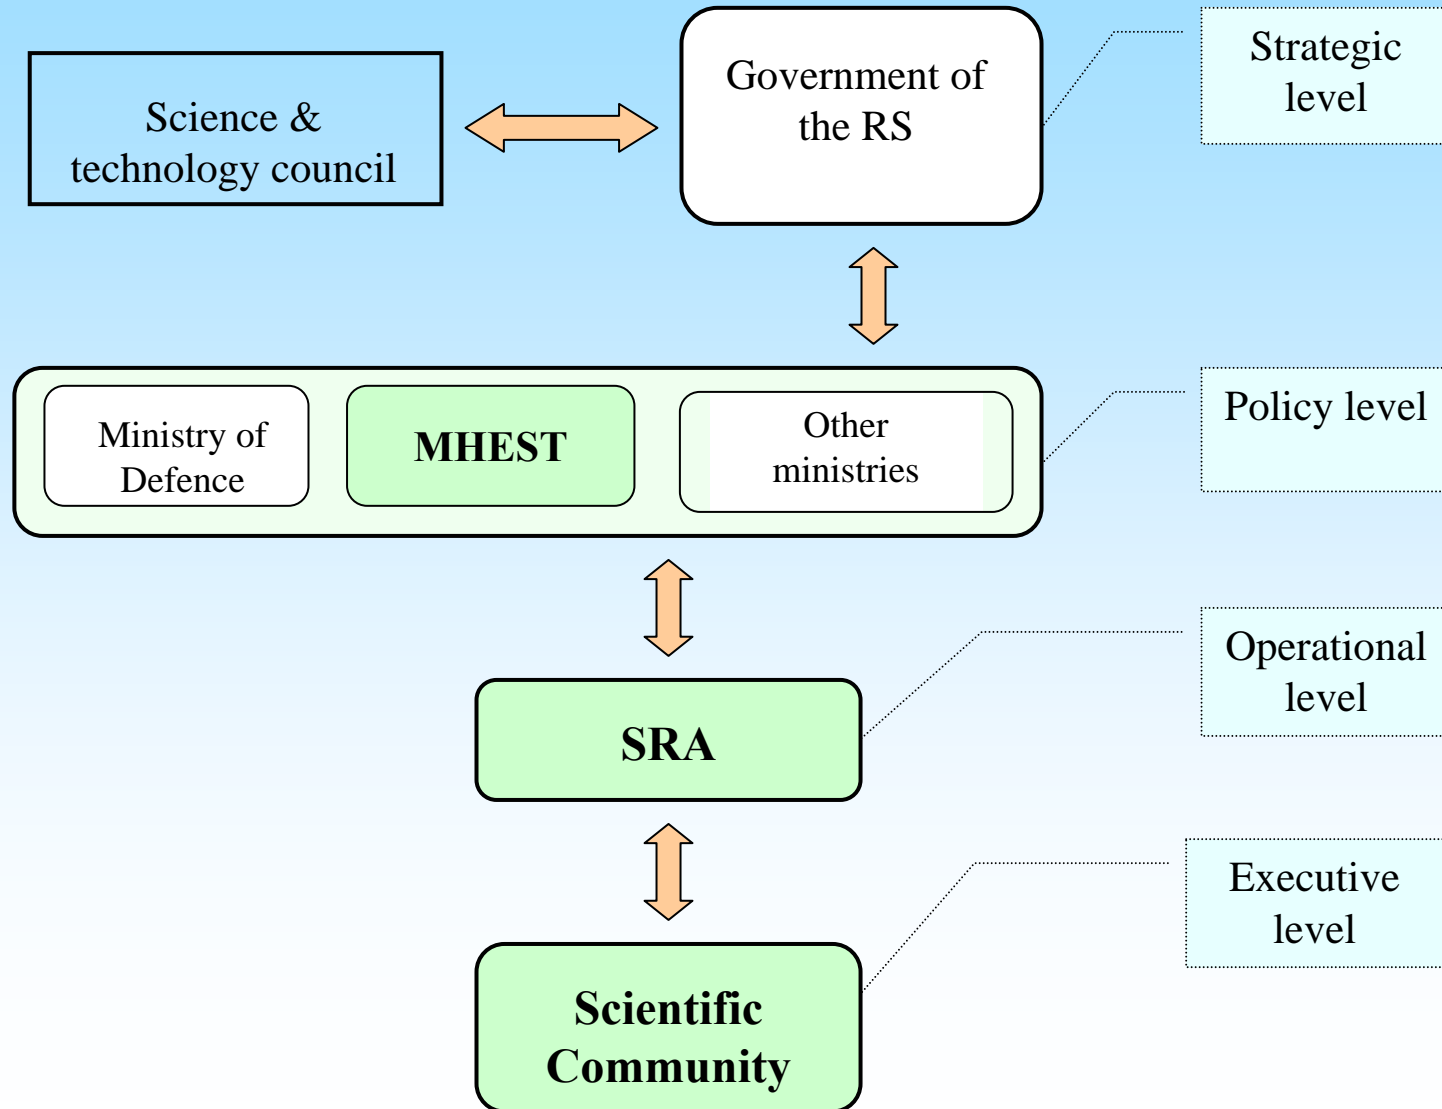 Science &
technology council
Government of
the RS
Strategic
level
Ministry of
Defence
MHEST
Other
ministries
Policy level
SRA
Operational
level
Scientific
Community
Executive
level